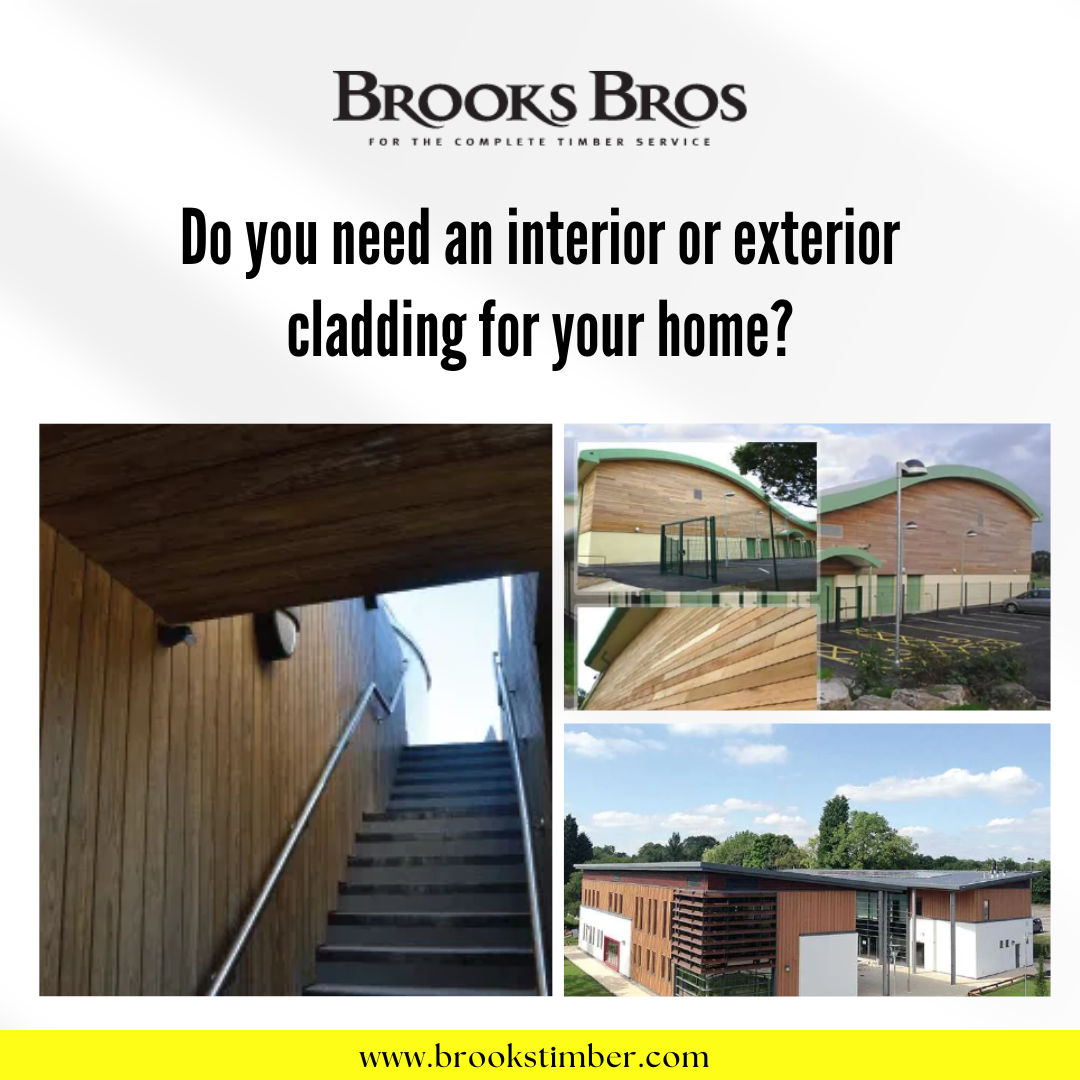 BROOKS BROS
FOR THE COMPLETE TIMBER SERVICE
Do you need an interior or exterior
cladding for your home?
www.brookstimber.com